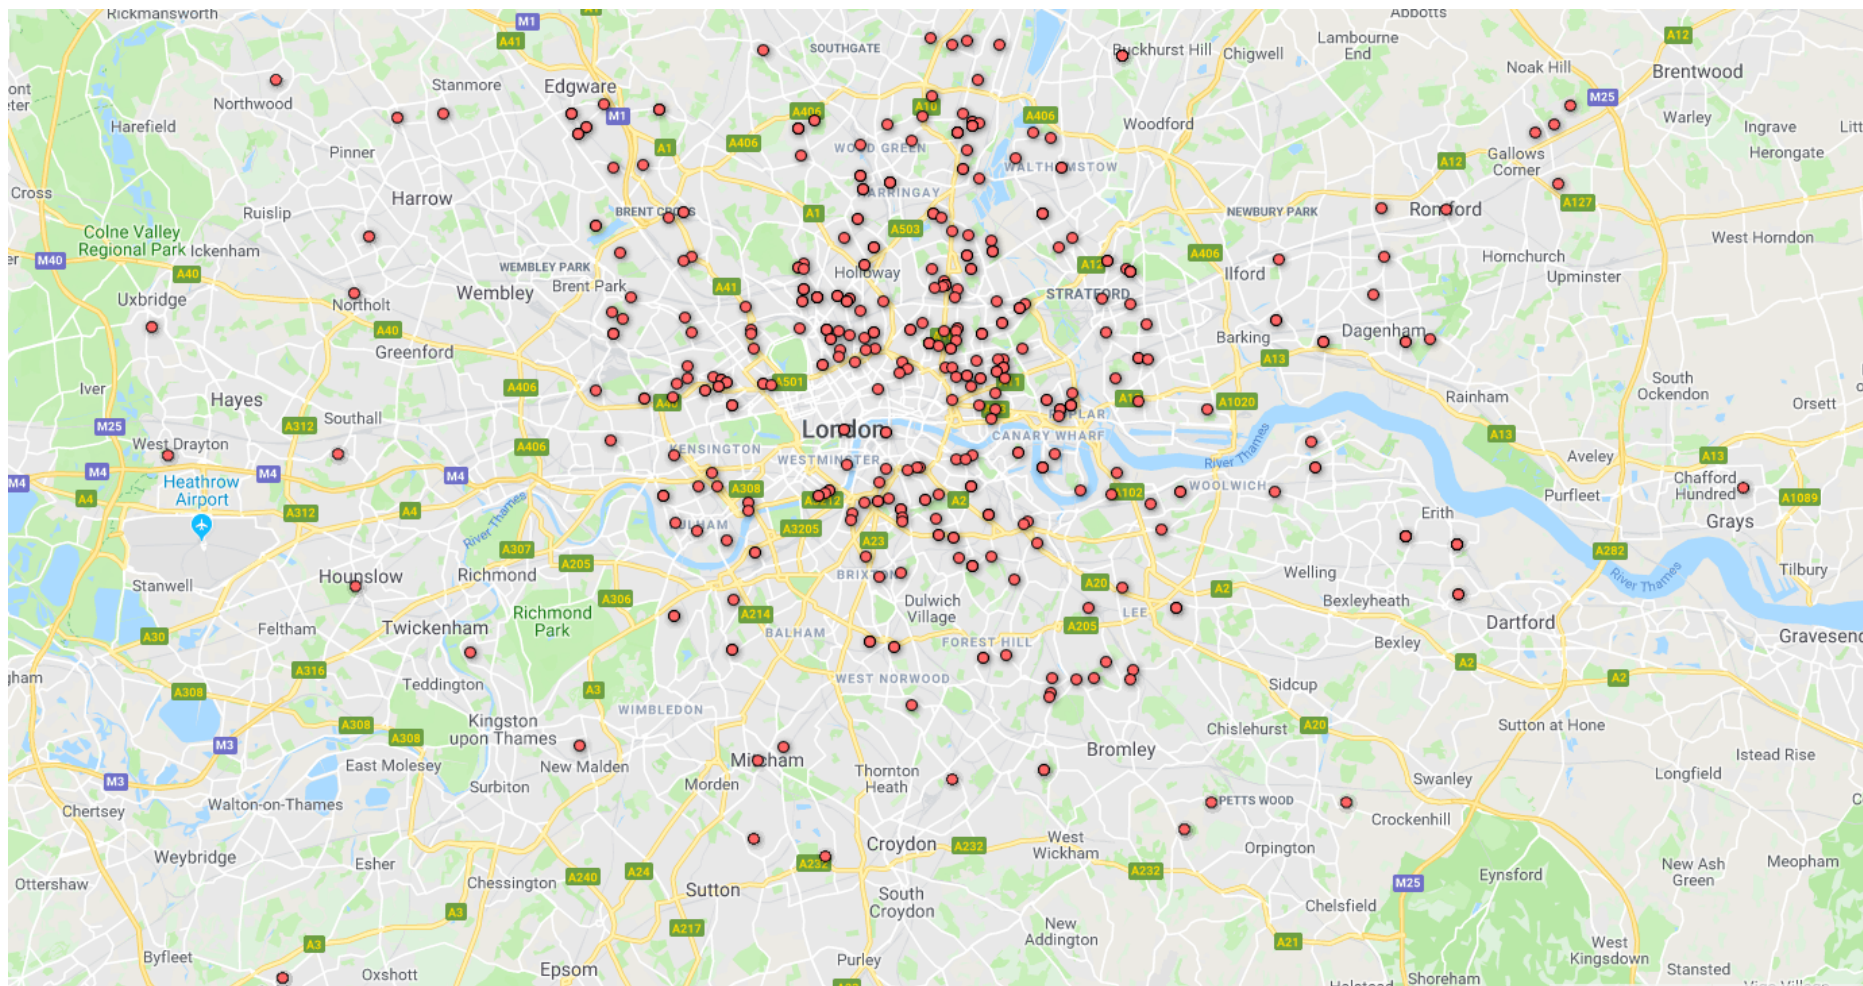 Rickmansworth
M1
A1
Abbotts
A41
SOUTHGATE
Buckhurst Hill
Chigwell
Lambourne
End
A12
Noak Hill
Brentwood
Stanmore
Edgware
Northwood
M25
Harefield
M1
A406
A10
A406
Woodford
Warley
Ingrave
Pinner
A1
A406
WOOD GREEN
WALTHAMSTOW
A12
Gallows
Corner
Herongate
Cross
Harrow
Ruislip
BRENT CROSS
A1
A503
NEWBURY PARK
Romford
A127
Colne Valley
Regional Park
Ickenham
M40
A40
WEMBLEY PARK
Brent Park
Holloway
A12
A406
Ilford
Hornchurch
Upminster
West Horndon
Uxbridge
Northolt
Wembley
A41
STRATFORD
A40
Greenford
Barking
Dagenham
A13
Iver
Hayes
A406
A501
A40
A11
A13
A1020
South
Ockendon
Rainham
Orsett
M25
A312
Southall
London
POPLAR
CANARY WHARF
West Drayton
A406
KENSINGTON
WESTMINSTER
River Thames
A13
A13
M4
M4
M4
M4
Heathrow
Airport
A4
A312
A4
A308
A3212
A2
A102
WOOLWICH
Aveley
Purfleet
Chafford
Hundred
A1089
Grays
Erith
River Thames
FULHAM
A3205
A23
A307
A205
A282
Stanwell
Hounslow
Richmond
BRIXTON
A20
A2
Welling
River Thames
Tilbury
Richmond
Park
A306
A214
Dulwich
Village
LEE
Bexleyheath
Dartford
A30
Feltham
Twickenham
BALHAM
FOREST HILL
A205
Bexley
Gravesend
A316
A2
A2
A308
Teddington
A3
WEST NORWOOD
Sidcup
A308
A308
Kingston
upon Thames
WIMBLEDON
Chislehurst
A20
Sutton at Hone
M3
M3
East Molesey
New Malden
Mitcham
Bromley
Istead Rise
Surbiton
Morden
Thornton
Heath
Swanley
Longfield
Chertsey
Walton-on-Thames
PETTS WOOD
Crockenhill
Weybridge
Esher
Croydon
A232
A232
West
Wickham
A232
Orpington
Ottershaw
Chessington
A240
A24
Sutton
South
Croydon
M25
Eynsford
New Ash
Green
Meopham
A3
A217
New
Addington
Chelsfield
A3
A21
Byfleet
Oxshott
Epsom
Purley
West
Kingsdown
Shoreham
Stansted